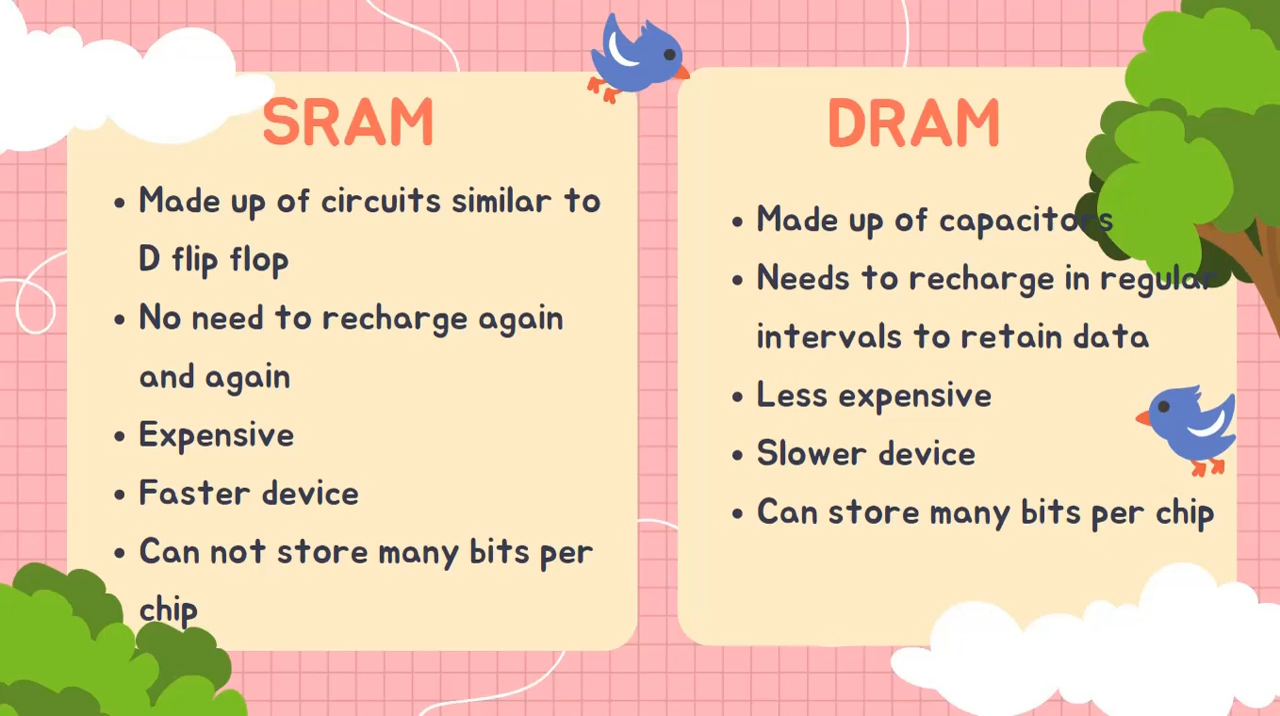 SRAM
• Made up of circuits similar to
D flip flop
• No need to recharge again
and again
• Expensive
• Faster device
• Can not store many bits per
chip
DRAM
• Made up of capacitors
• Needs to recharge in regular
intervals to retain data
• Less expensive
• Slower device
• Can store many bits per chip